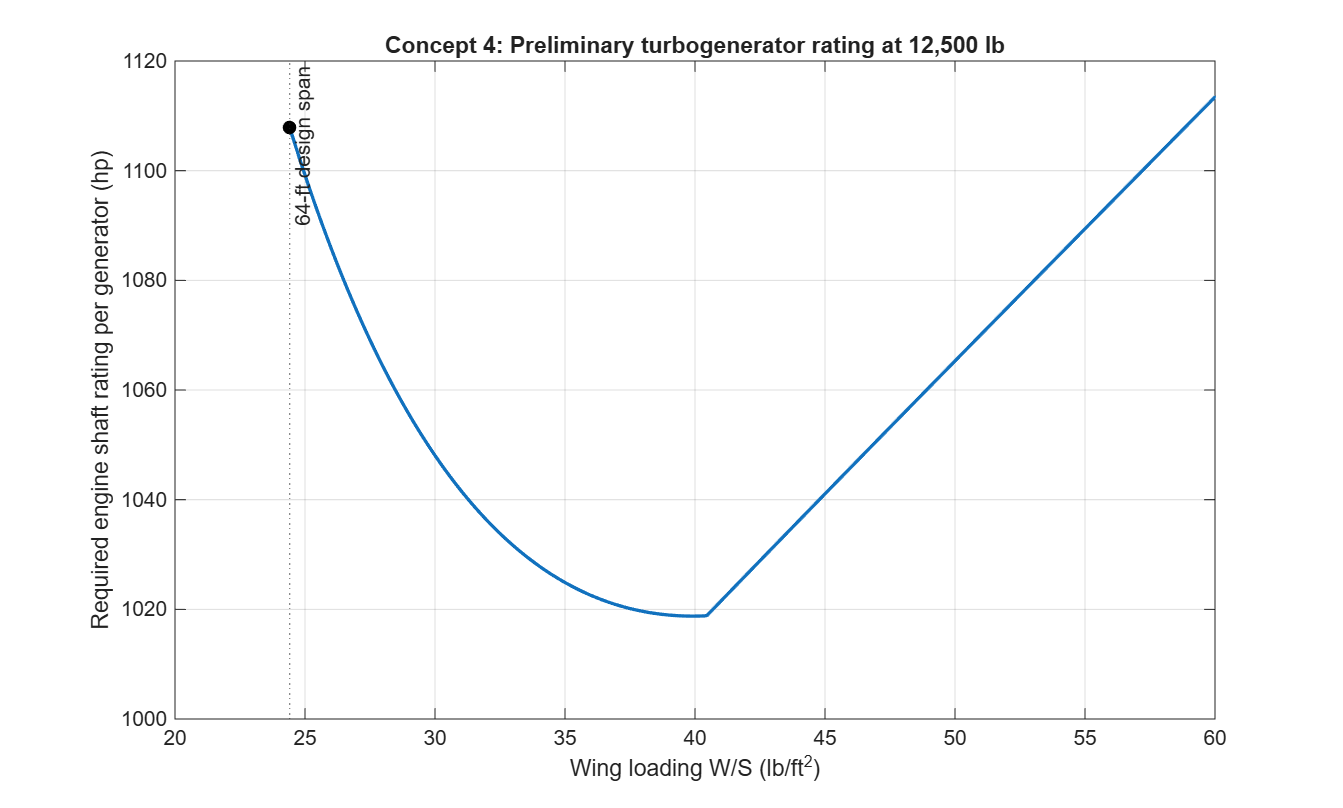 Concept 4: Preliminary turbogenerator rating at 12,500 lb
Required engine shaft rating per generator (hp)
1120
1100
1080
1060
1040
1020
1000
64-ft design span
20 25 30 35 40 45 50 55 60
Wing loading W/S (lb/ft²)